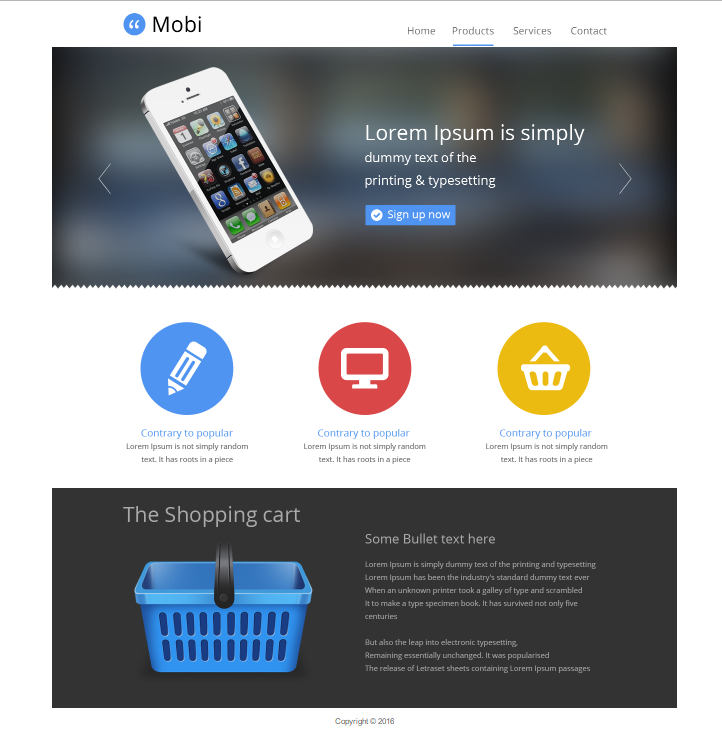 Mobi
Home Products Services Contact
Lorem Ipsum is simply
dummy text of the
printing & typesetting
Sign up now
Contrary to popular
Lorem Ipsum is not simply random
text. It has roots in a piece
Contrary to popular
Lorem Ipsum is not simply random
text. It has roots in a piece
Contrary to popular
Lorem Ipsum is not simply random
text. It has roots in a piece
The Shopping cart
Some Bullet text here
Lorem Ipsum is simply dummy text of the printing and typesetting
Lorem Ipsum has been the industry's standard dummy text ever
When an unknown printer took a galley of type and scrambled
It to make a type specimen book. It has survived not only five
centuries
But also the leap into electronic typesetting,
Remaining essentially unchanged. It was popularised
The release of Letraset sheets containing Lorem Ipsum passages
Copyright © 2016